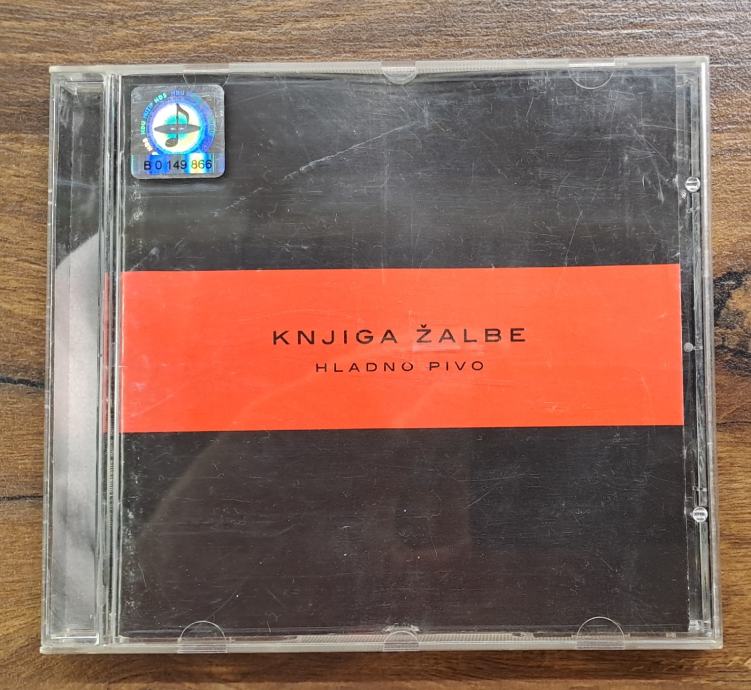 B 0 149 866
KNJIGA ŽALBE
HLADNO PIVO